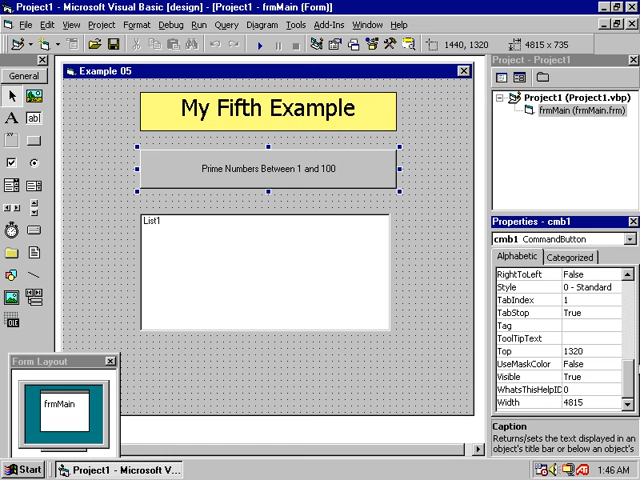 Project1 - Microsoft Visual Basic [design] - [Project1 - frmMain (Form)]
File Edit View Project Format Debug Run Query Diagram Tools Add-Ins Window Help
1440, 1320
4815 x 735
General
A
ab
xy
OLE
Example 05
My Fifth Example
Prime Numbers Between 1 and 100
List1
Form Layout
frmMain
Project - Project1
Project1 (Project1.vbp)
frmMain (frmMain.frm)
Properties - cmb1
cmb1 CommandButton
Alphabetic Categorized
RightToLeft False
Style 0 - Standard
TabIndex 1
TabStop True
Tag
ToolTipText
Top 1320
UseMaskColor False
Visible True
WhatsThisHelpID 0
Width 4815
Caption
Returns/sets the text displayed in an
object's title bar or below an object's
Start
Project1 - Microsoft V...
1:46 AM